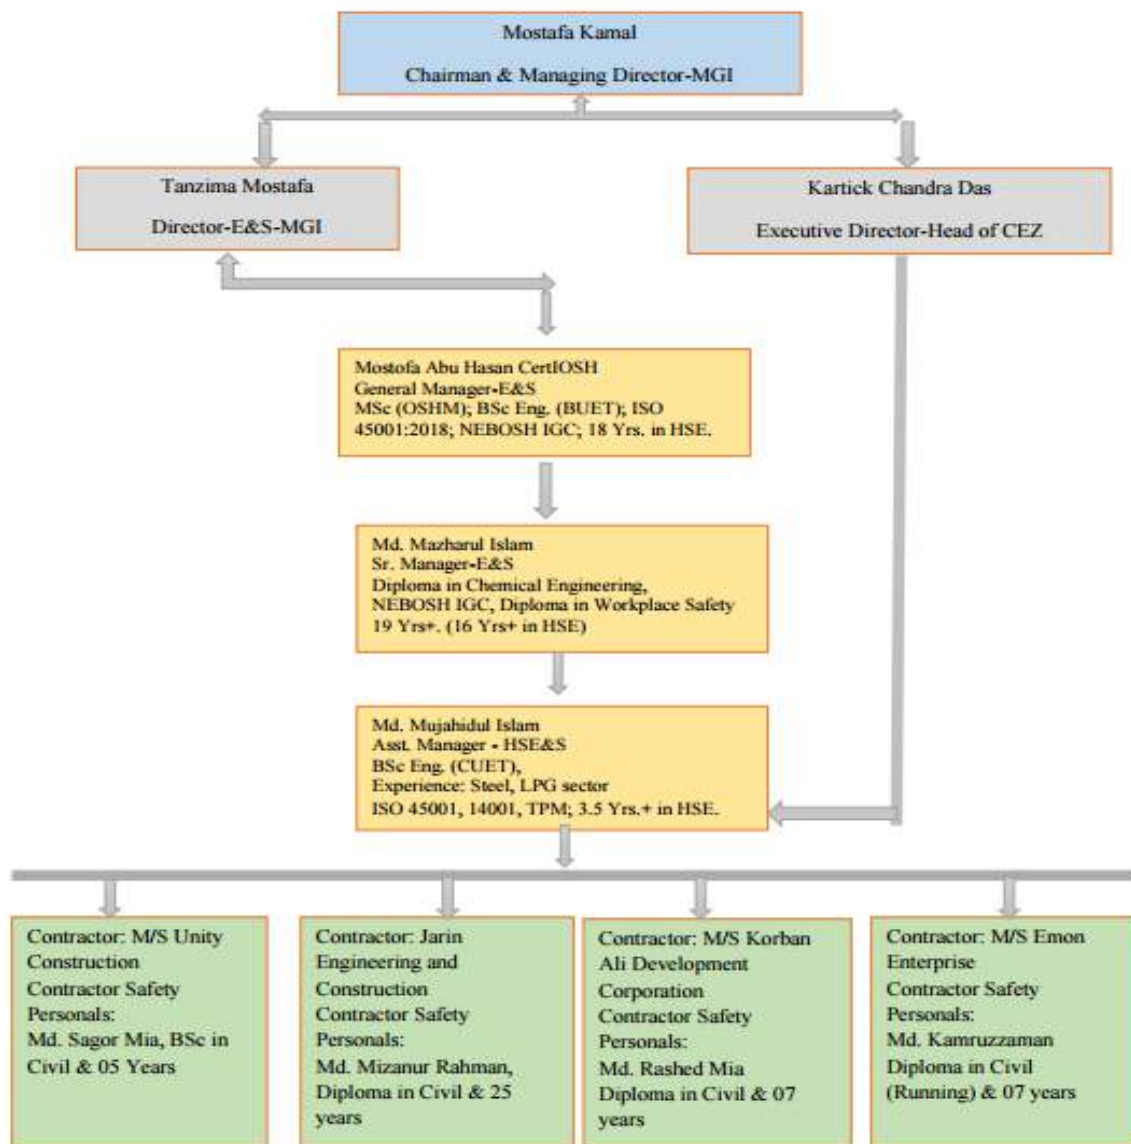 Mostafa Kamal
Chairman & Managing Director-MGI
Tanzima Mostafa
Director-E&S-MGI
Kartick Chandra Das
Executive Director-Head of CEZ
Mostofa Abu Hasan CertIOSH
General Manager-E&S
MSc (OSHM); BSc Eng. (BUET); ISO
45001:2018; NEBOSH IGC; 18 Yrs. in HSE.
Md. Mazharul Islam
Sr. Manager-E&S
Diploma in Chemical Engineering,
NEBOSH IGC, Diploma in Workplace Safety
19 Yrs+. (16 Yrs+ in HSE)
Md. Mujahidul Islam
Asst. Manager - HSE&S
BSc Eng. (CUET),
Experience: Steel, LPG sector
ISO 45001, 14001, TPM; 3.5 Yrs.+ in HSE.
Contractor: M/S Unity
Construction
Contractor Safety
Personals:
Md. Sagor Mia, BSc in
Civil & 05 Years
Contractor: Jarin
Engineering and
Construction
Contractor Safety
Personals:
Md. Mizanur Rahman,
Diploma in Civil & 25
years
Contractor: M/S Korban
Ali Development
Corporation
Contractor Safety
Personals:
Md. Rashed Mia
Diploma in Civil & 07
years
Contractor: M/S Emon
Enterprise
Contractor Safety
Personals:
Md. Kamruzzaman
Diploma in Civil
(Running) & 07 years